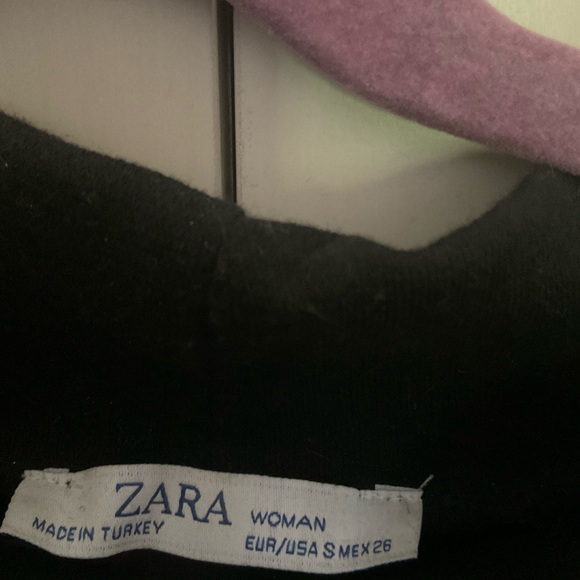 ZARA WOMAN
MADE IN TURKEY EUR/USA S MEX 26